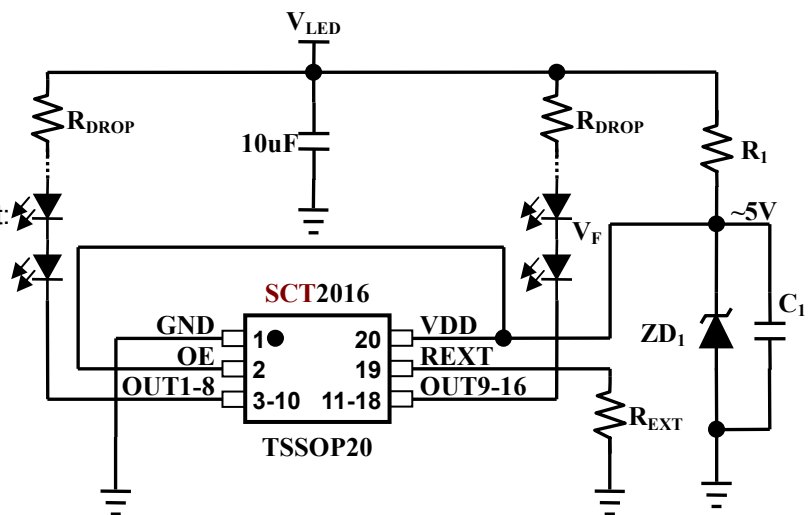 VLED
RDROP
10uF
RDROP
R1
~5V
VF
SCT2016
GND
1
20
VDD
OE
2
19
REXT
OUT1-8
3-10
11-18
OUT9-16
ZD1
C1
REXT
TSSOP20